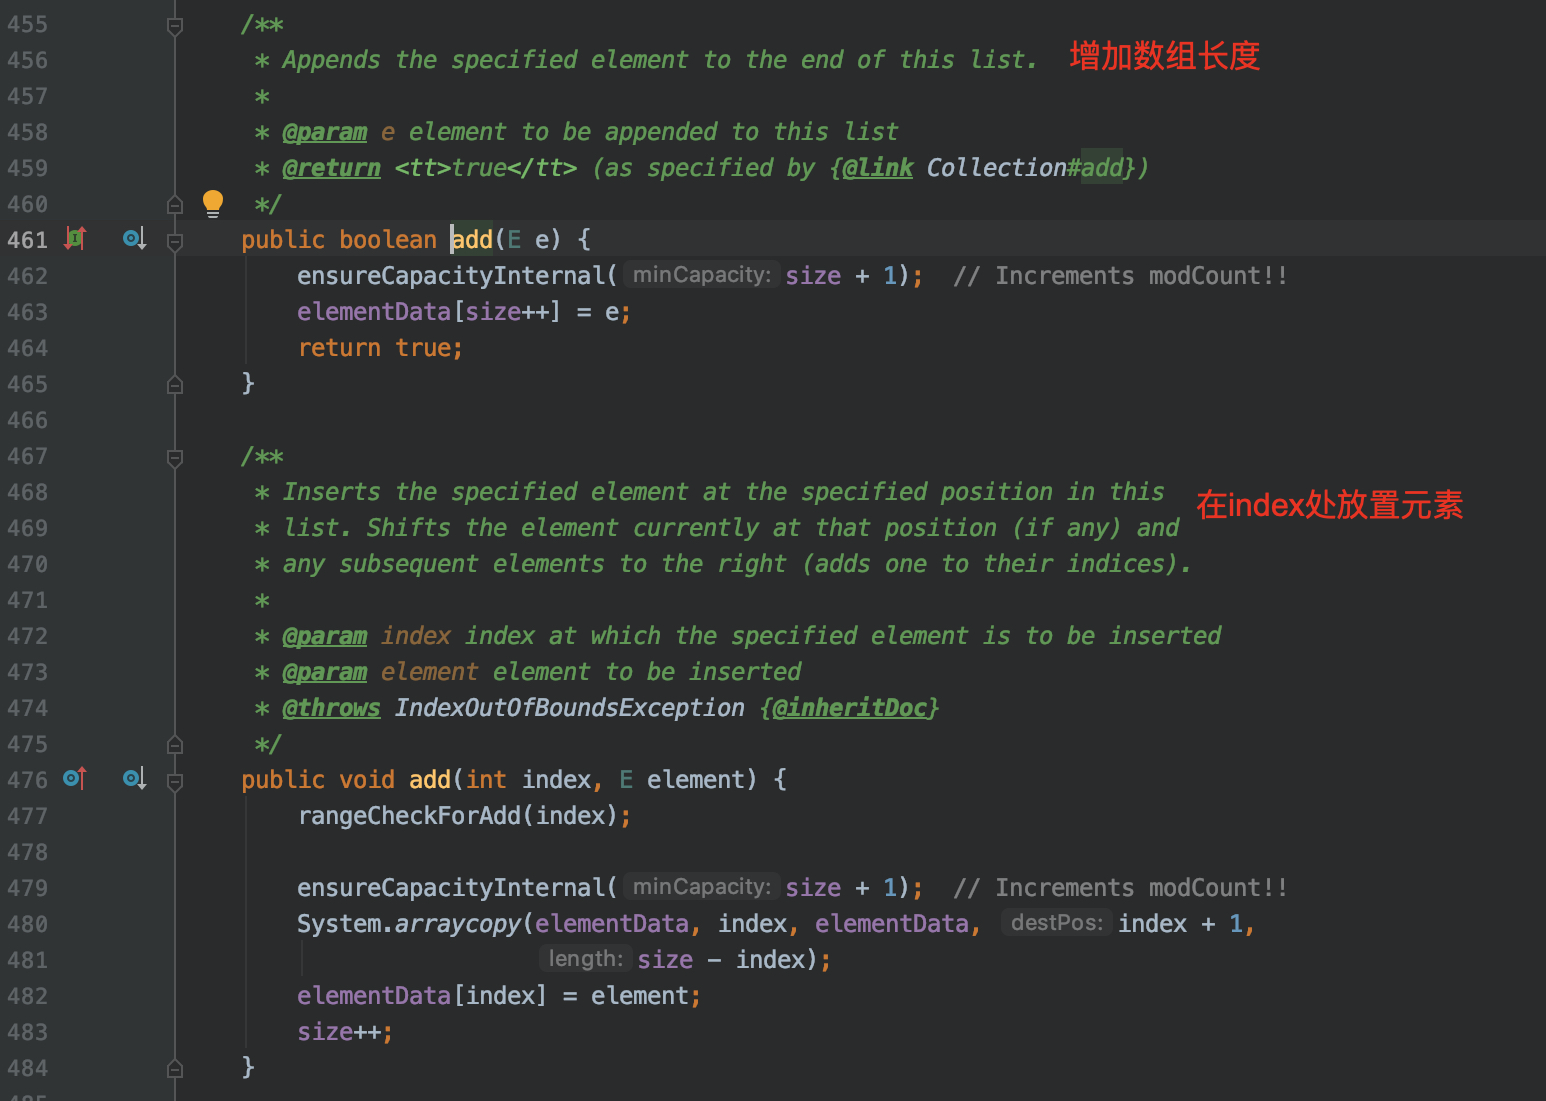 455 /**
456 * Appends the specified element to the end of this list. 增加数组长度
457 *
458 * @param e element to be appended to this list
459 * @return <tt>true</tt> (as specified by {@link Collection#add})
460 */
461 public boolean add(E e) {
462 ensureCapacityInternal( minCapacity: size + 1); // Increments modCount!!
463 elementData[size++] = e;
464 return true;
465 }
466
467 /**
468 * Inserts the specified element at the specified position in this 在index处放置元素
469 * list. Shifts the element currently at that position (if any) and
470 * any subsequent elements to the right (adds one to their indices).
471 *
472 * @param index index at which the specified element is to be inserted
473 * @param element element to be inserted
474 * @throws IndexOutOfBoundsException {@inheritDoc}
475 */
476 public void add(int index, E element) {
477 rangeCheckForAdd(index);
478
479 ensureCapacityInternal( minCapacity: size + 1); // Increments modCount!!
480 System.arraycopy(elementData, index, elementData, destPos: index + 1,
481 length: size - index);
482 elementData[index] = element;
483 size++;
484 }